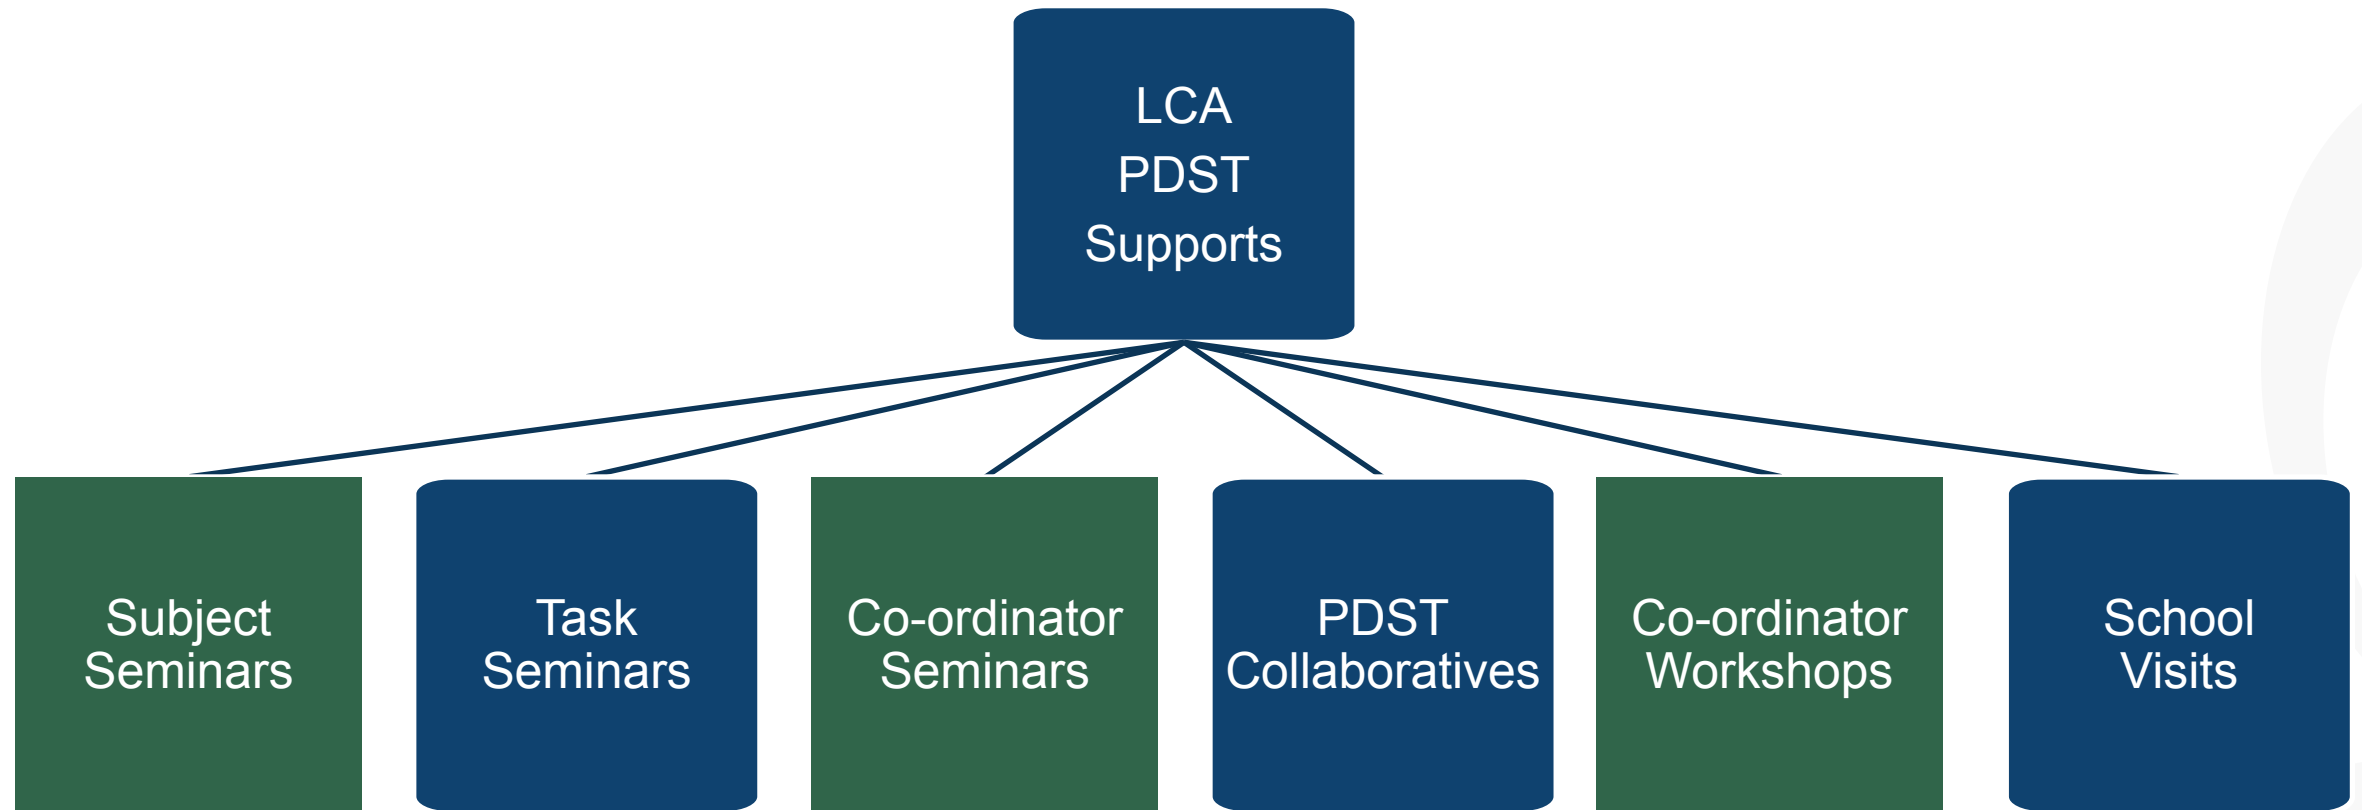 LCA
PDST
Supports
Subject
Seminars
Task
Seminars
Co-ordinator
Seminars
PDST
Collaboratives
Co-ordinator
Workshops
School
Visits